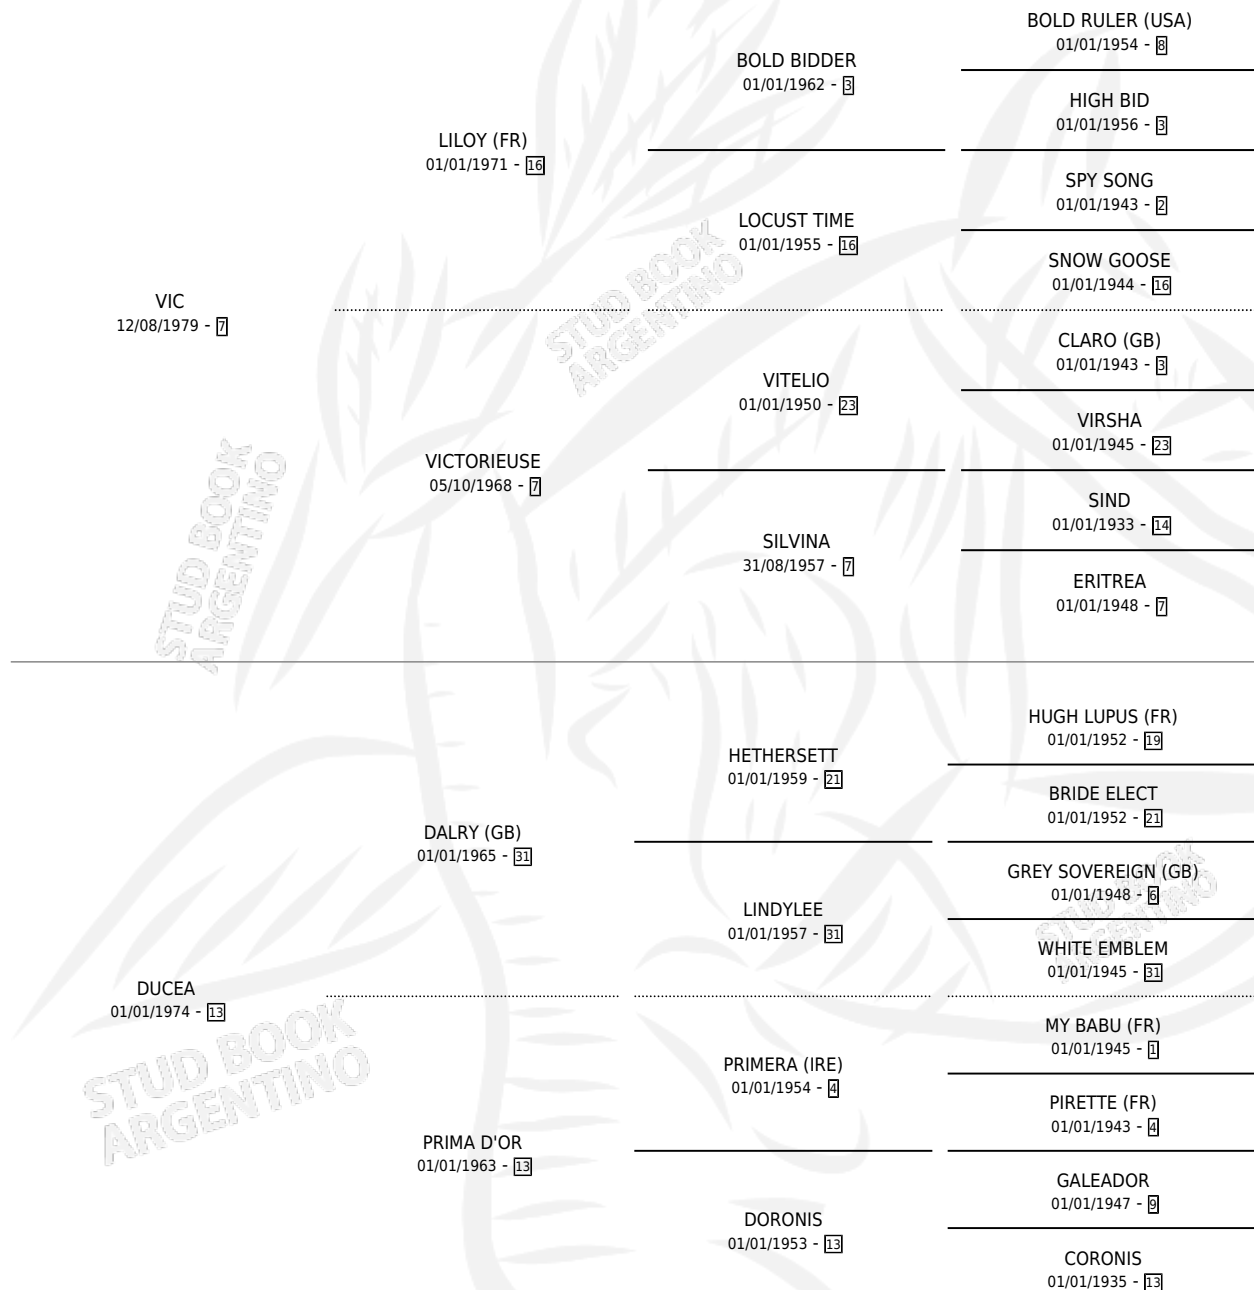 BOLD RULER (USA)
01/01/1954 - 8
BOLD BIDDER
01/01/1962 - 3
HIGH BID
01/01/1956 - 3
LILOY (FR)
01/01/1971 - 16
SPY SONG
01/01/1943 - 2
LOCUST TIME
01/01/1955 - 16
SNOW GOOSE
01/01/1944 - 16
STUD BOOK
ARGENTINO
VIC
12/08/1979 - 7
CLARO (GB)
01/01/1943 - 3
VITELIO
01/01/1950 - 23
VIRSHA
01/01/1945 - 23
VICTORIEUSE
05/10/1968 - 7
SIND
01/01/1933 - 14
SILVINA
31/08/1957 - 7
ERITREA
01/01/1948 - 7
STUD BOOK
ARGENTINO
HUGH LUPUS (FR)
01/01/1952 - 19
HETHERSETT
01/01/1959 - 21
BRIDE ELECT
01/01/1952 - 21
DALRY (GB)
01/01/1965 - 31
GREY SOVEREIGN (GB)
01/01/1948 - 6
STUD BOOK
ARGENTINO
LINDYLEE
01/01/1957 - 31
WHITE EMBLEM
01/01/1945 - 31
DUCEA
01/01/1974 - 13
STUD BOOK
ARGENTINO
MY BABU (FR)
01/01/1945 - 1
PRIMERA (IRE)
01/01/1954 - 4
PIRETTE (FR)
01/01/1943 - 4
PRIMA D'OR
01/01/1963 - 13
GALEADOR
01/01/1947 - 9
DORONIS
01/01/1953 - 13
CORONIS
01/01/1935 - 13